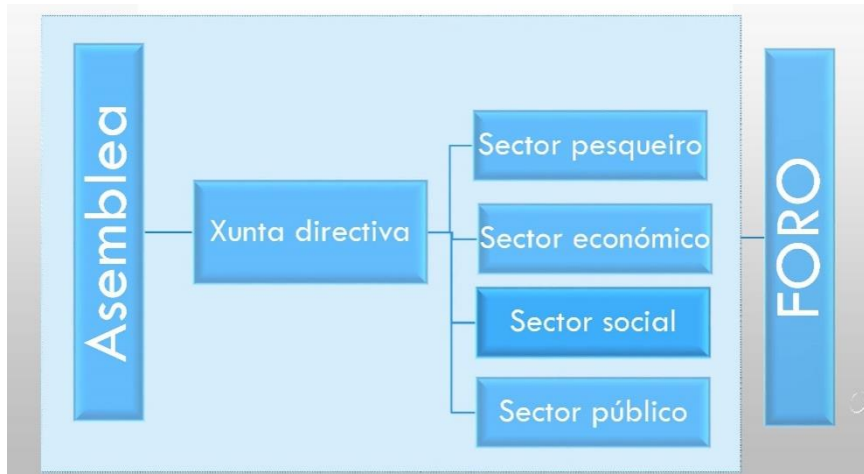 Asemblea
Xunta directiva
Sector pesqueiro
Sector económico
Sector social
Sector público
FORO